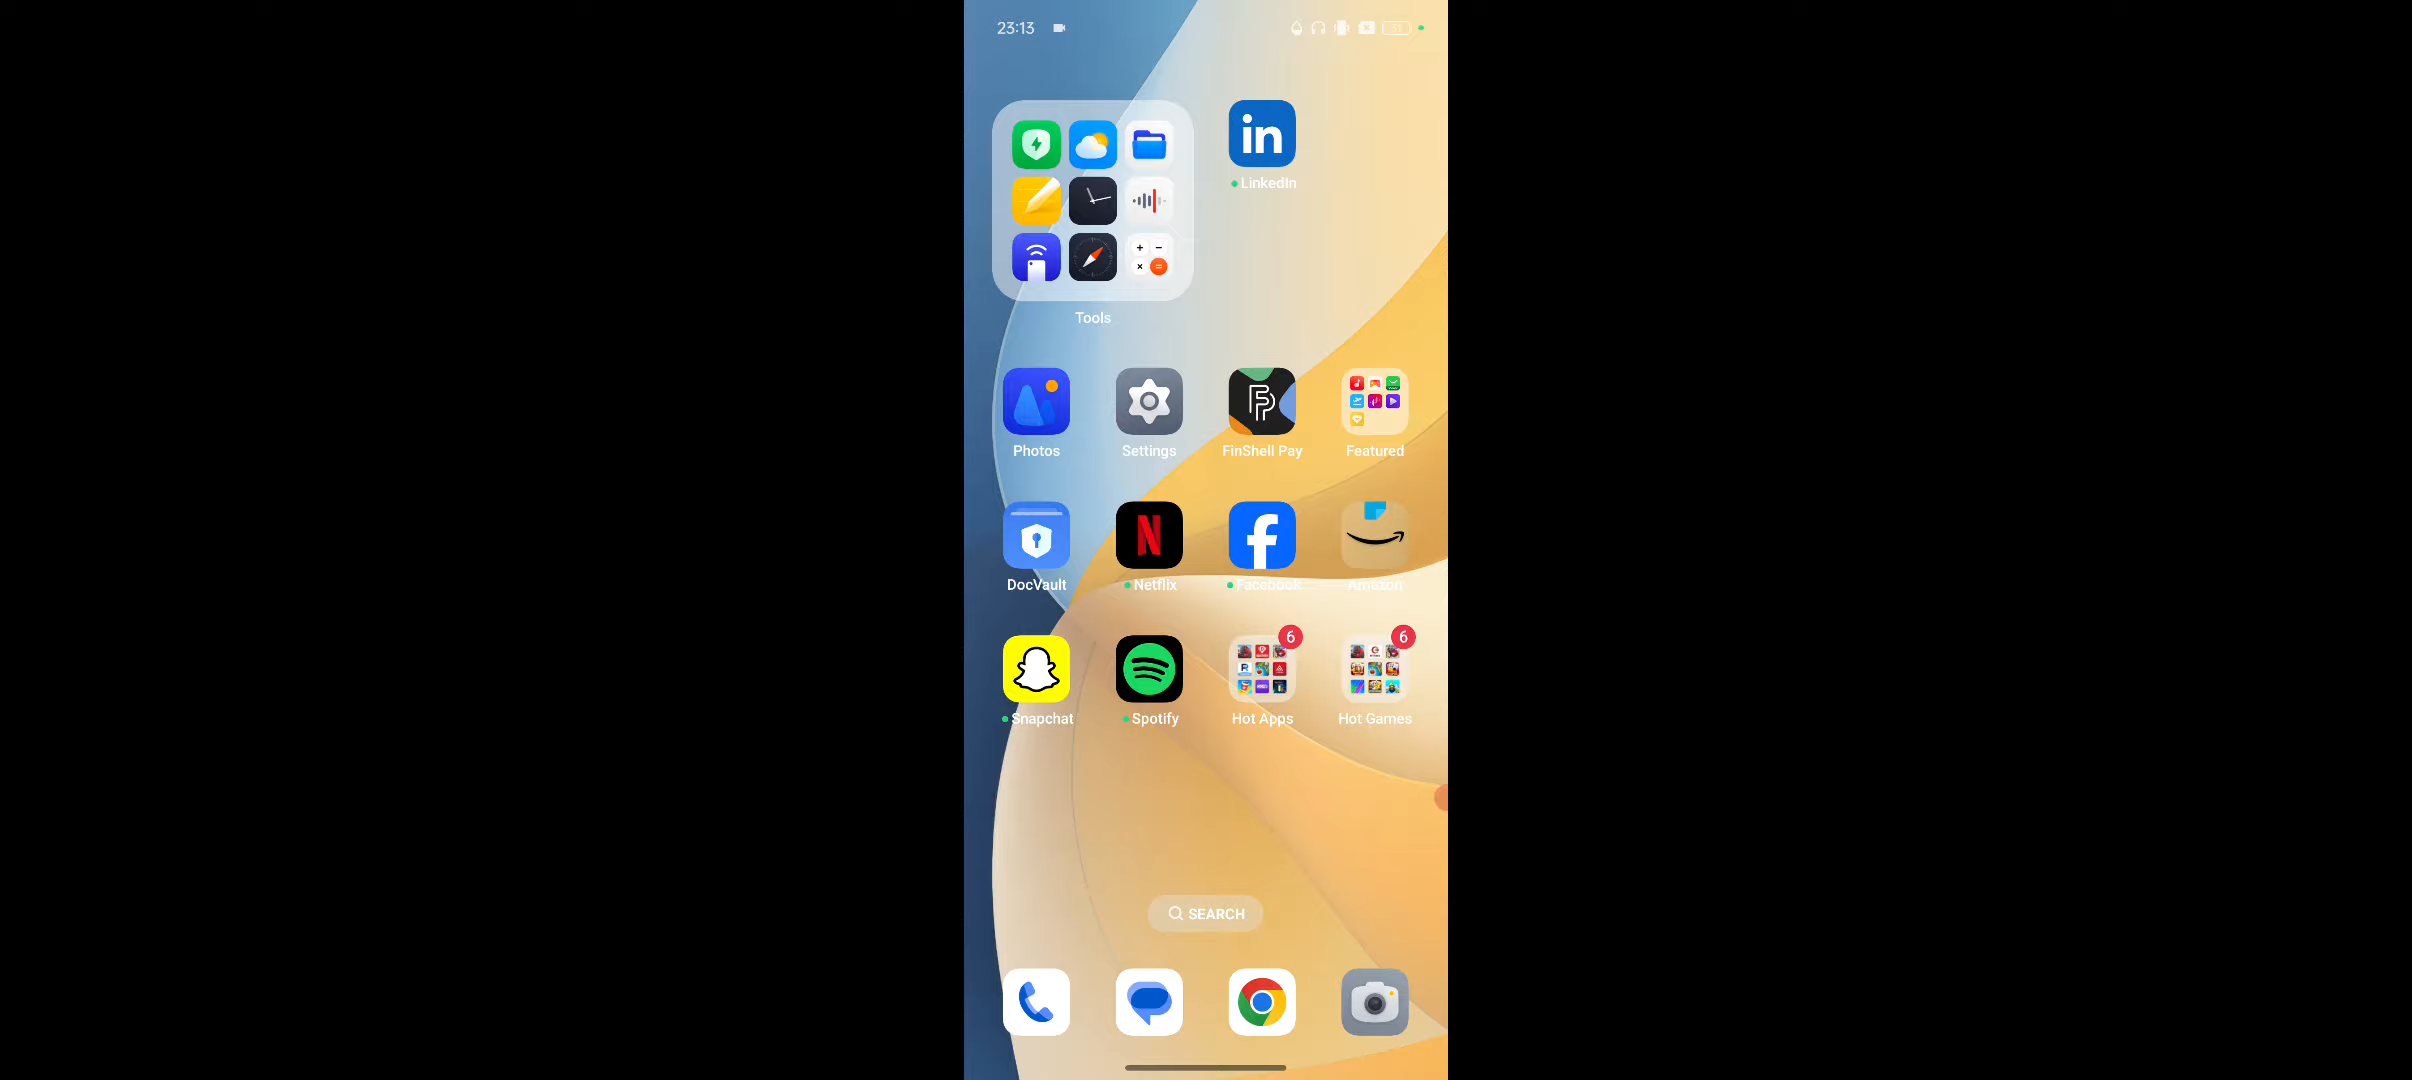 23:13
31
in
LinkedIn
Tools
Photos
Settings
FinShell Pay
Featured
DocVault
Netflix
Facebook
Amazon
6
6
Snapchat
Spotify
Hot Apps
Hot Games
SEARCH